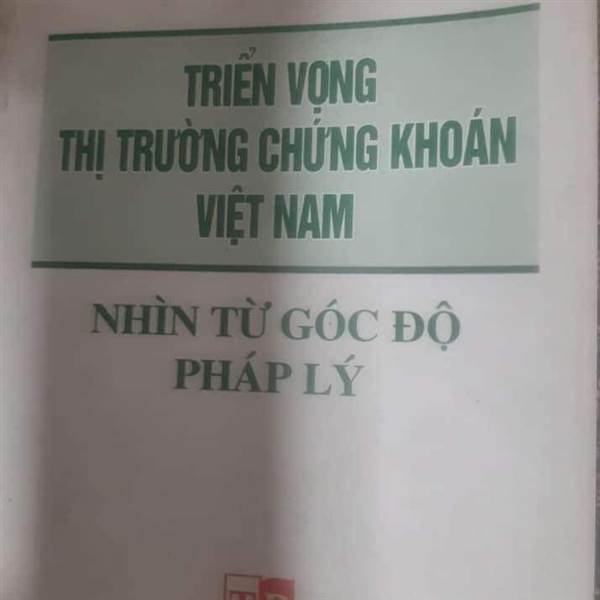 TRIỂN VỌNG
THỊ TRƯỜNG CHỨNG KHOÁN
VIỆT NAM
NHÌN TỪ GÓC ĐỘ
PHÁP LÝ